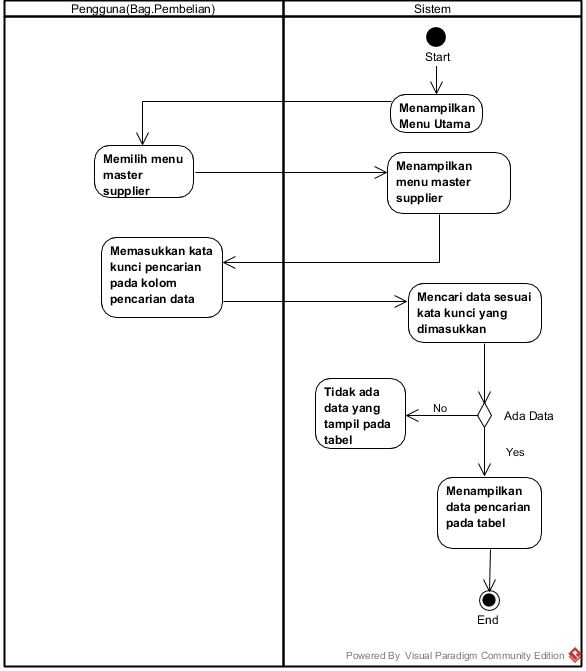 Pengguna(Bag.Pembelian)
Sistem
Start
Menampilkan
Menu Utama
Memilih menu
master
supplier
Menampilkan
menu master
supplier
Memasukkan kata
kunci pencarian
pada kolom
pencarian data
Mencari data sesuai
kata kunci yang
dimasukkan
Tidak ada
data yang
tampil pada
tabel
No
Ada Data
Yes
Menampilkan
data pencarian
pada tabel
End
Powered By Visual Paradigm Community Edition